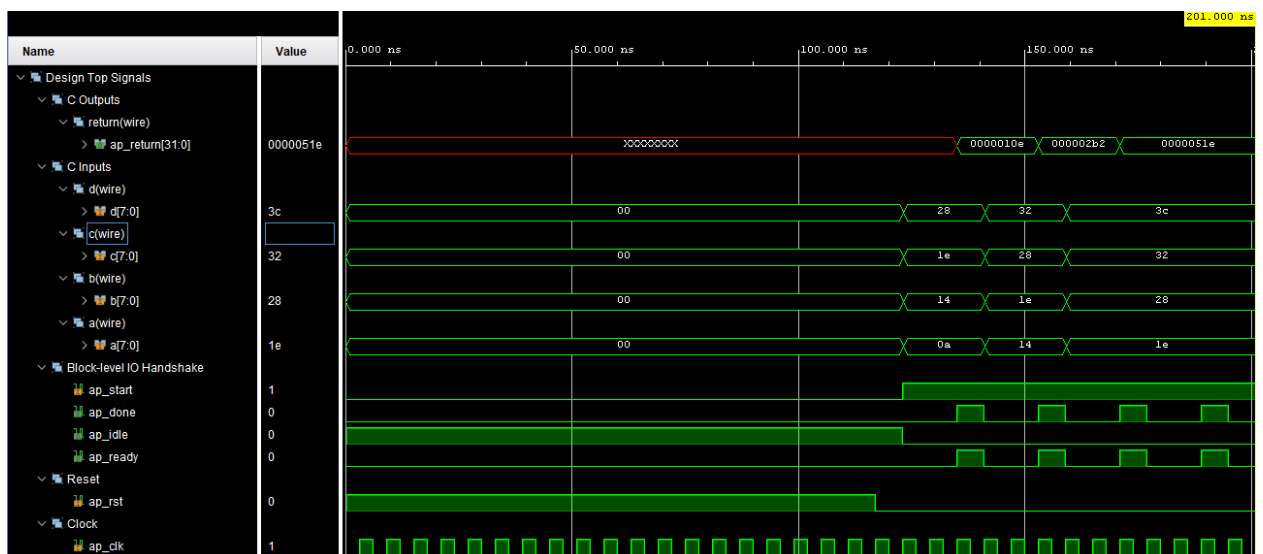 201.000 ns
Name Value 0.000 ns 50.000 ns 100.000 ns 150.000 ns
Design Top Signals
C Outputs
return(wire)
ap_return[31:0] 0000051e XXXXXXXX 0000010e 000002b2 0000051e
C Inputs
d(wire)
d[7:0] 3c 00 28 32 3c
c(wire)
c[7:0] 32 00 1e 28 32
b(wire)
b[7:0] 28 00 14 1e 28
a(wire)
a[7:0] 1e 00 0a 14 1e
Block-level IO Handshake
ap_start 1
ap_done 0
ap_idle 0
ap_ready 0
Reset
ap_rst 0
Clock
ap_clk 1